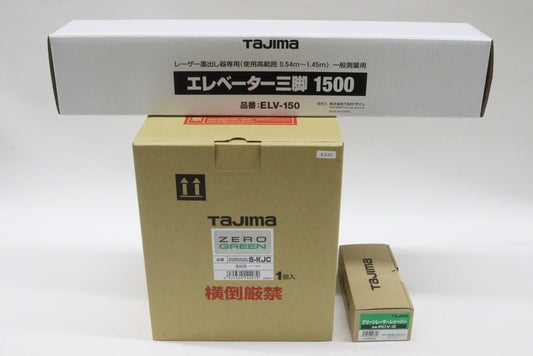 TAJIMA
レーザー墨出し器専用(使用高範囲 0.54m〜1.45m)一般測量用
エレベーター三脚 1500
品番:ELV-150
AA21
TAJIMA
ZERO
GREEN
品番
S-KJC
1個入
横倒厳禁
TAJIMA
グリーンレーザーレシーバー
RCV-G